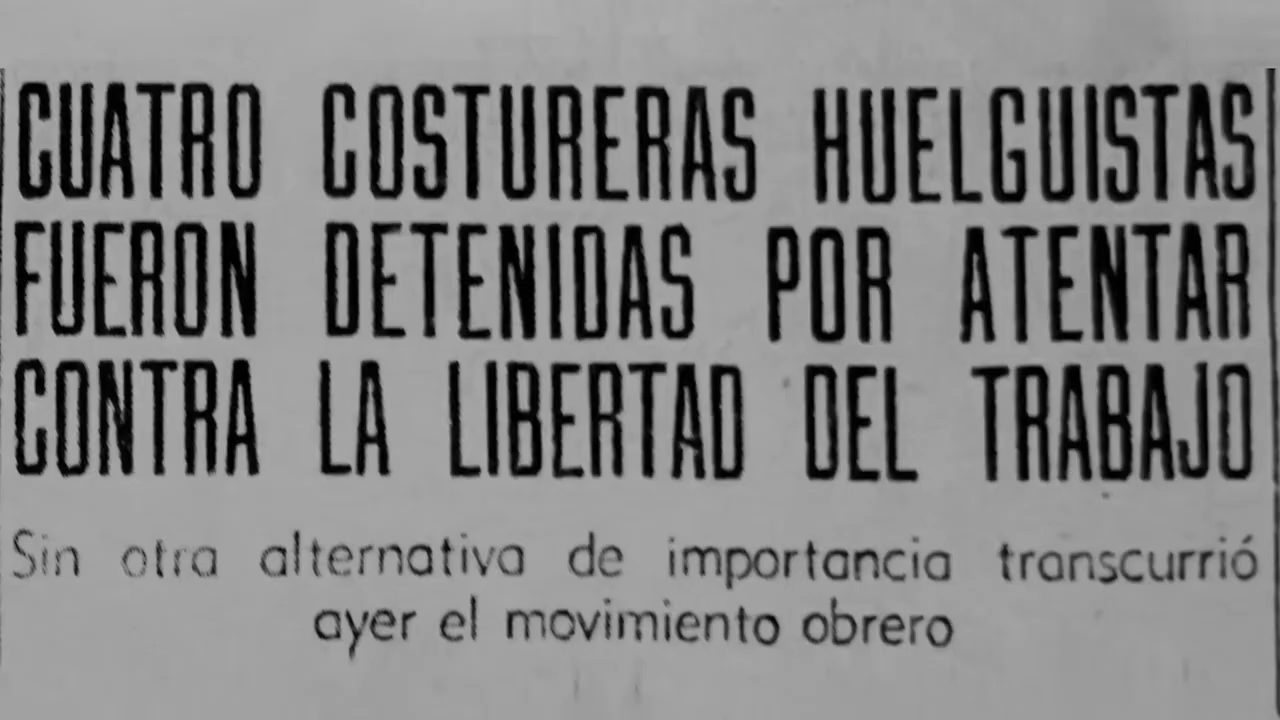 CUATRO COSTURERAS HUELGUISTAS
FUERON DETENIDAS POR ATENTAR
CONTRA LA LIBERTAD DEL TRABAJO
Sin otra alternativa de importancia transcurrió
ayer el movimiento obrero